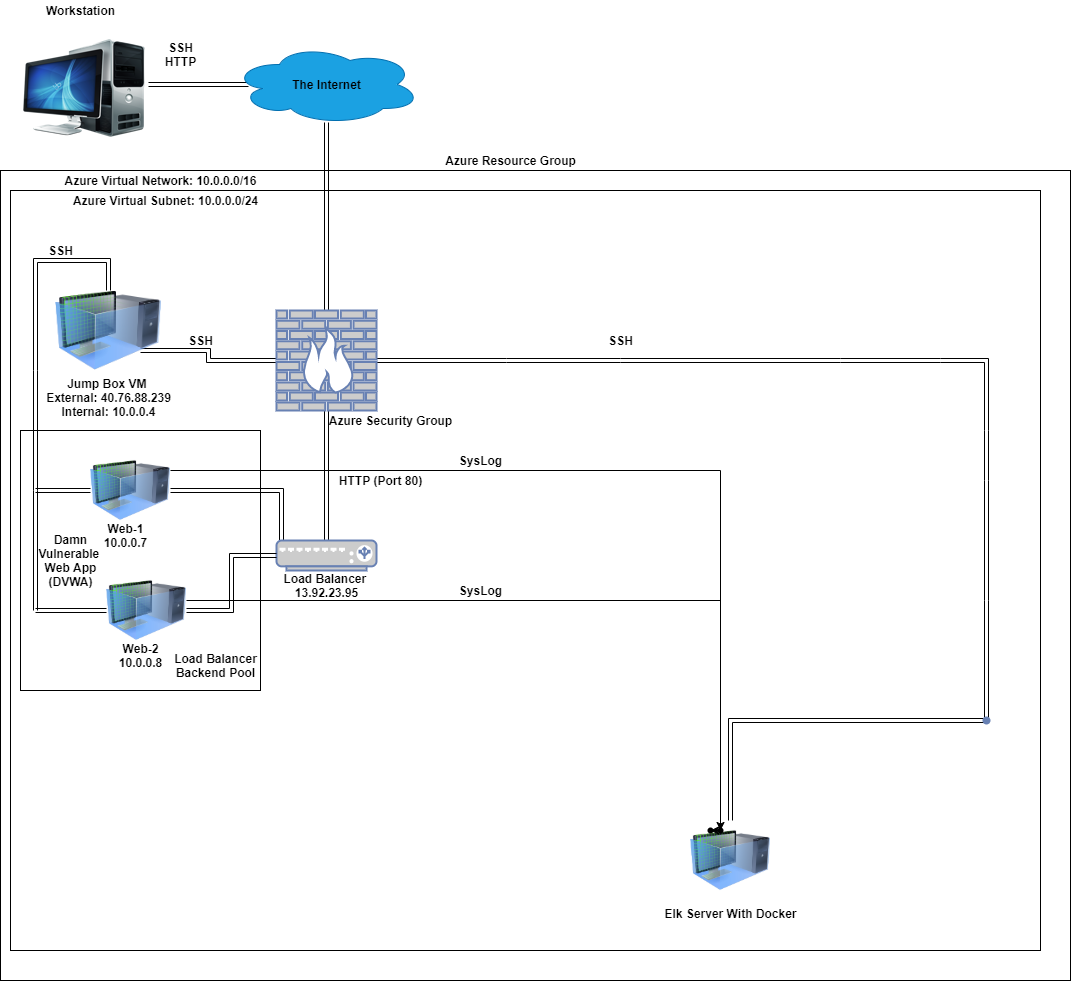 Workstation
SSH
HTTP
The Internet
Azure Resource Group
Azure Virtual Network: 10.0.0.0/16
Azure Virtual Subnet: 10.0.0.0/24
SSH
SSH
SSH
Jump Box VM
External: 40.76.88.239
Internal: 10.0.0.4
Azure Security Group
SysLog
HTTP (Port 80)
Web-1
10.0.0.7
Damn
Vulnerable
Web App
(DVWA)
Load Balancer
13.92.23.95
SysLog
Web-2
10.0.0.8
Load Balancer
Backend Pool
Elk Server With Docker